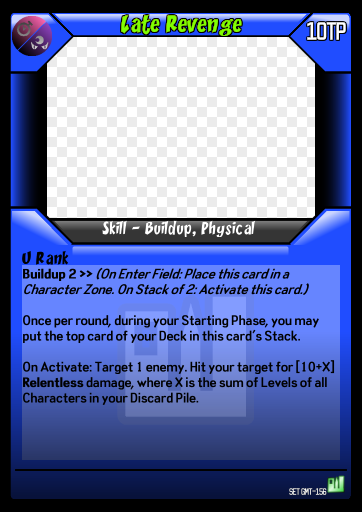 Late Revenge
10TP
Skill - Buildup, Physical
U Rank
Buildup 2 >> (On Enter Field: Place this card in a
Character Zone. On Stack of 2: Activate this card.)
Once per round, during your Starting Phase, you may
put the top card of your Deck in this card's Stack.
On Activate: Target 1 enemy. Hit your target for [10+X]
Relentless damage, where X is the sum of Levels of all
Characters in your Discard Pile.
SET GMT-156